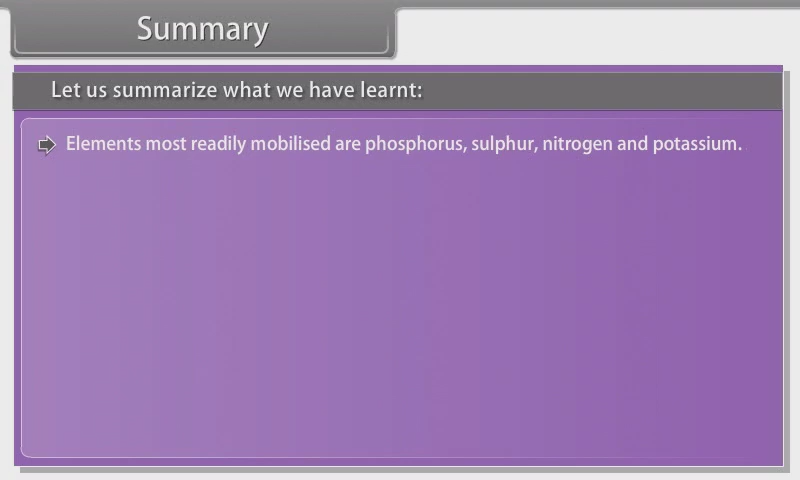 Summary
Let us summarize what we have learnt:
Elements most readily mobilised are phosphorus, sulphur, nitrogen and potassium.